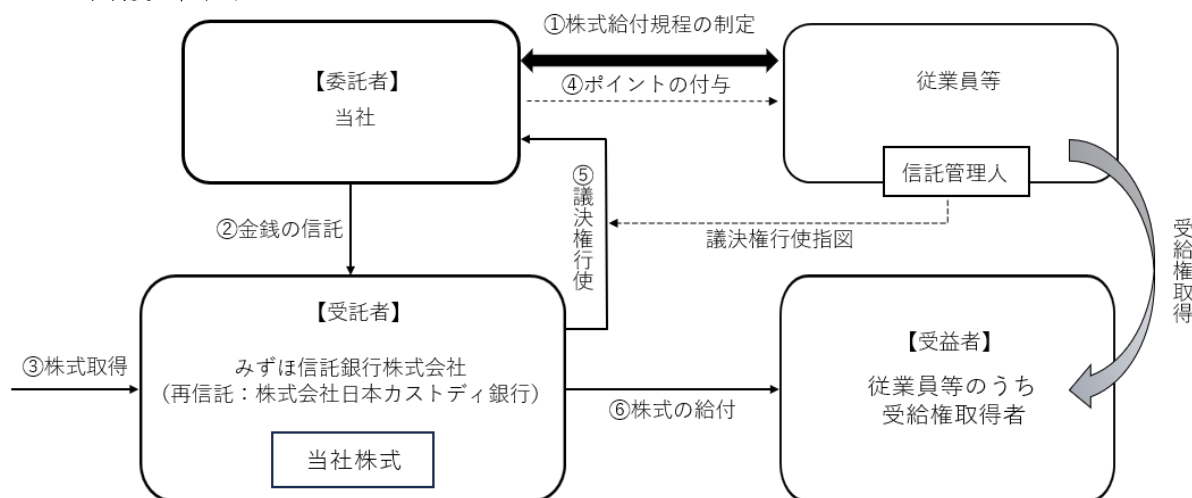 ①株式給付規程の制定
【委託者】
当社
④ポイントの付与
従業員等
信託管理人
⑤議決権行使
②金銭の信託
議決権行使指図
受給権取得
【受託者】
みずほ信託銀行株式会社
(再信託：株式会社日本カストディ銀行)
③株式取得
当社株式
⑥株式の給付
【受益者】
従業員等のうち
受給権取得者